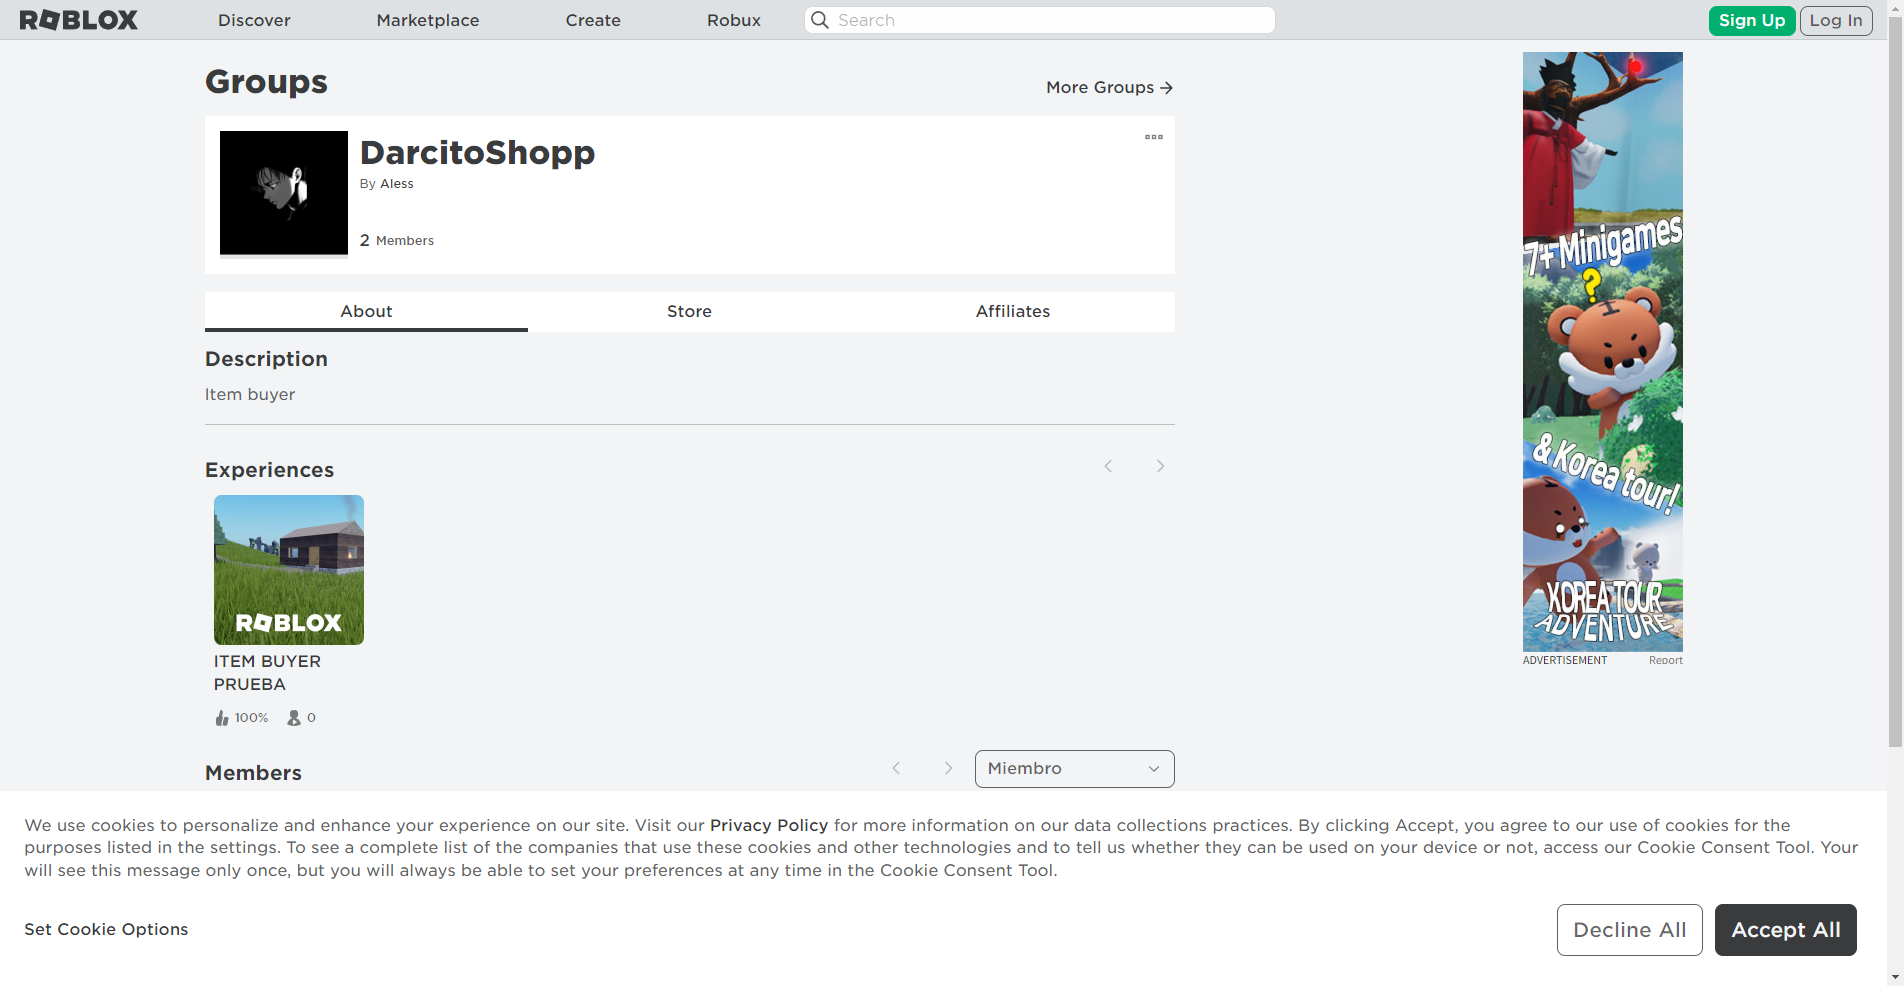 ROBLOX
Discover
Marketplace
Create
Robux
Search
Sign Up
Log In
Groups
More Groups
DarcitoShopp
By Aless
2 Members
About
Store
Affiliates
Description
Item buyer
Experiences
ROBLOX
ITEM BUYER
PRUEBA
100%
0
Members
Miembro
7+ Minigames
?
& Korea tour!
KOREA TOUR
ADVENTURE
ADVERTISEMENT
Report
We use cookies to personalize and enhance your experience on our site. Visit our Privacy Policy for more information on our data collections practices. By clicking Accept, you agree to our use of cookies for the
purposes listed in the settings. To see a complete list of the companies that use these cookies and other technologies and to tell us whether they can be used on your device or not, access our Cookie Consent Tool. Your
will see this message only once, but you will always be able to set your preferences at any time in the Cookie Consent Tool.
Set Cookie Options
Decline All
Accept All